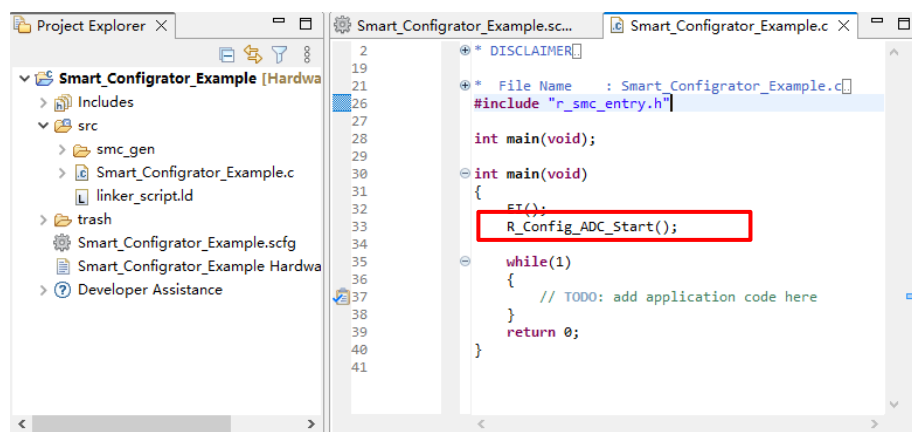 Project Explorer
Smart_Configrator_Example [Hardwa
Includes
src
smc_gen
Smart_Configrator_Example.c
linker_script.ld
trash
Smart_Configrator_Example.scfg
Smart_Configrator_Example Hardwa
Developer Assistance
Smart_Configrator_Example.sc...
Smart_Configrator_Example.c
2 * DISCLAIMER
19
21 * File Name : Smart_Configrator_Example.c
26 #include "r_smc_entry.h"
27
28 int main(void);
29
30 int main(void)
31 {
32 EI();
33 R_Config_ADC_Start();
34
35 while(1)
36 {
37 // TODO: add application code here
38 }
39 return 0;
40 }
41